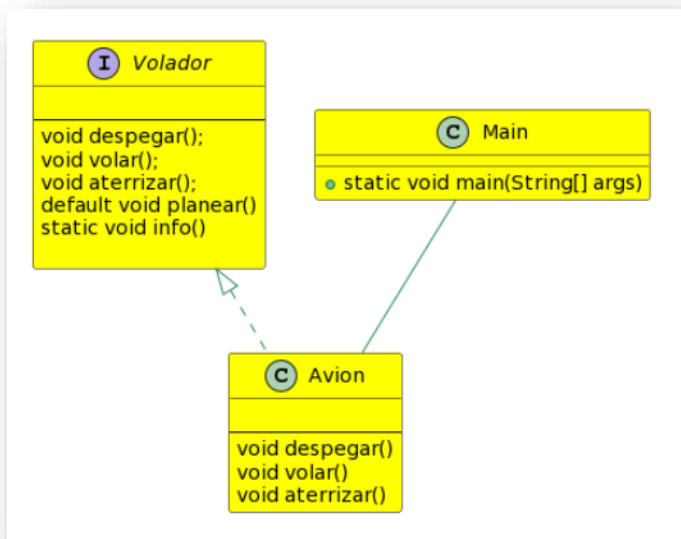 I Volador
void despegar();
void volar();
void aterrizar();
default void planear()
static void info()
C Main
static void main(String[] args)
C Avion
void despegar()
void volar()
void aterrizar()